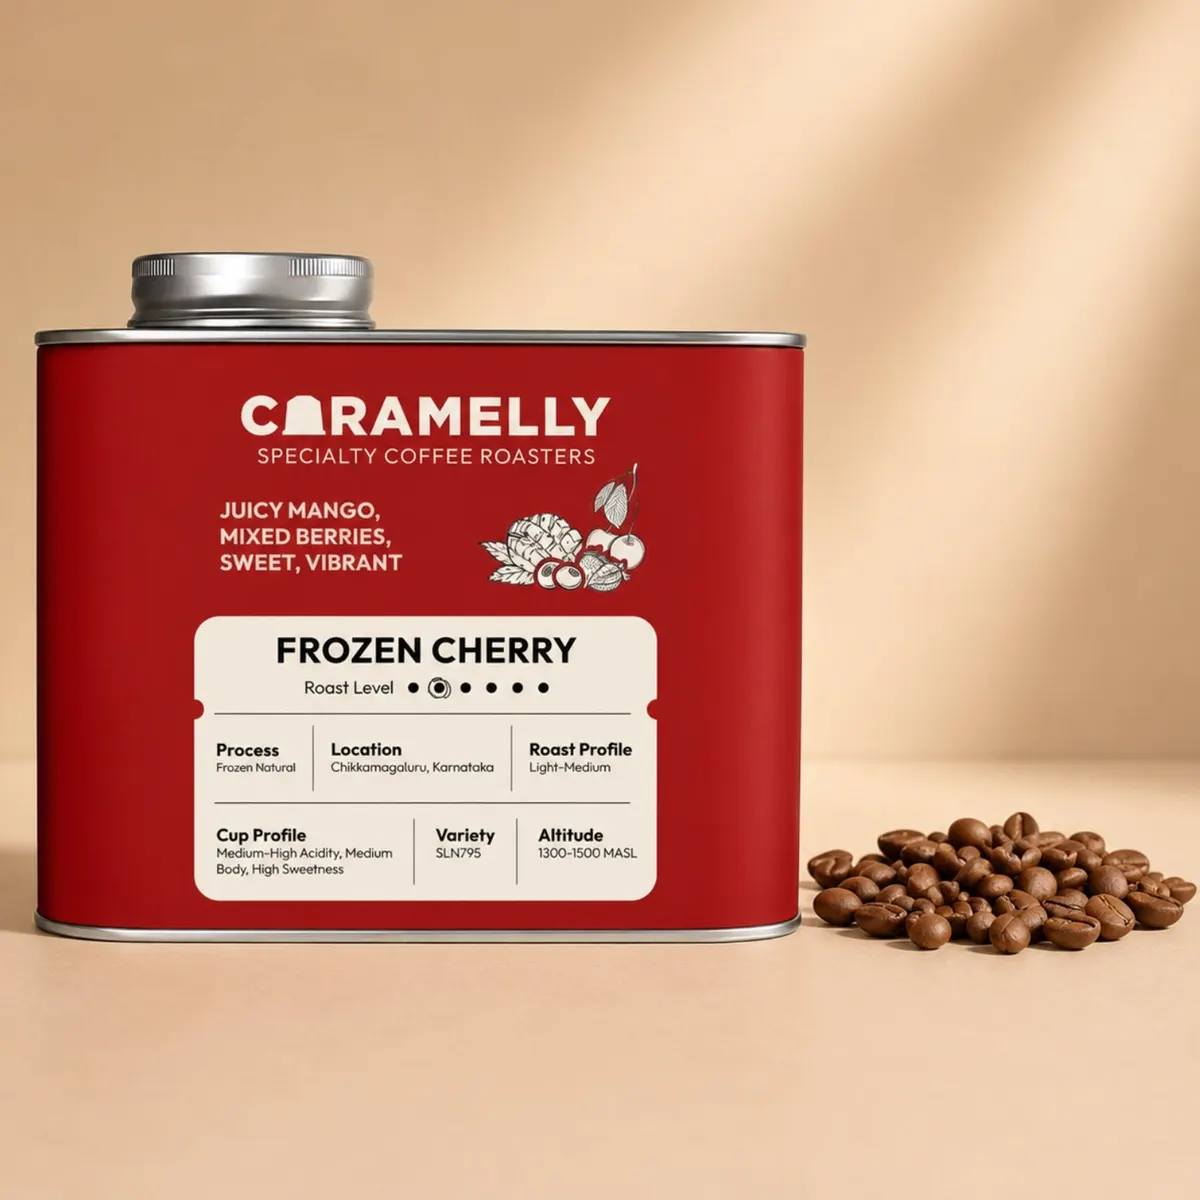 CARAMELLY
SPECIALTY COFFEE ROASTERS
JUICY MANGO,
MIXED BERRIES,
SWEET, VIBRANT
FROZEN CHERRY
Roast Level
Process
Frozen Natural
Location
Chikkamagaluru, Karnataka
Roast Profile
Light-Medium
Cup Profile
Medium-High Acidity, Medium
Body, High Sweetness
Variety
SLN795
Altitude
1300-1500 MASL